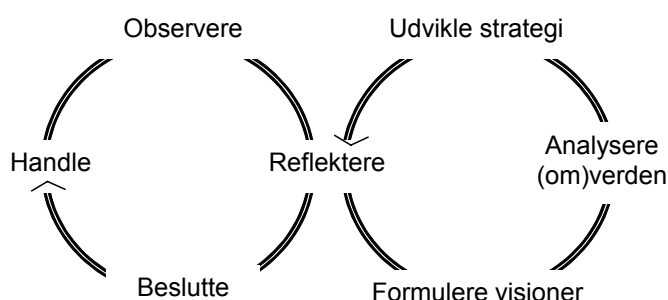 Observere
Udvikle strategi
Handle
Reflektere
Analysere
(om)verden
Beslutte
Formulere visioner